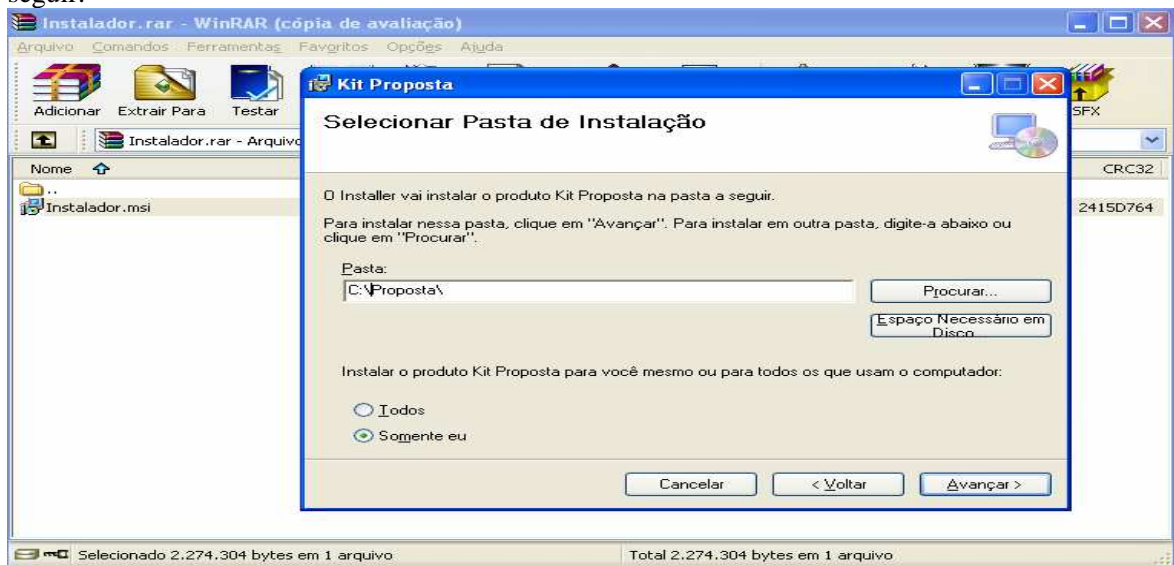 seguir:
Instalador.rar - WinRAR (cópia de avaliação)
Arquivo Comandos Ferramentas Favoritos Opções Ajuda
Adicionar Extrair Para Testar SFX
Instalador.rar - Arquivo
Nome CRC32
..
Instalador.msi 2415D764
Kit Proposta
Selecionar Pasta de Instalação
O Installer vai instalar o produto Kit Proposta na pasta a seguir.
Para instalar nessa pasta, clique em "Avançar". Para instalar em outra pasta, digite-a abaixo ou
clique em "Procurar".
Pasta:
C:\Proposta\
Procurar...
Espaço Necessário em
Disco...
Instalar o produto Kit Proposta para você mesmo ou para todos os que usam o computador:
Todos
Somente eu
Cancelar < Voltar Avançar >
Selecionado 2.274.304 bytes em 1 arquivo Total 2.274.304 bytes em 1 arquivo